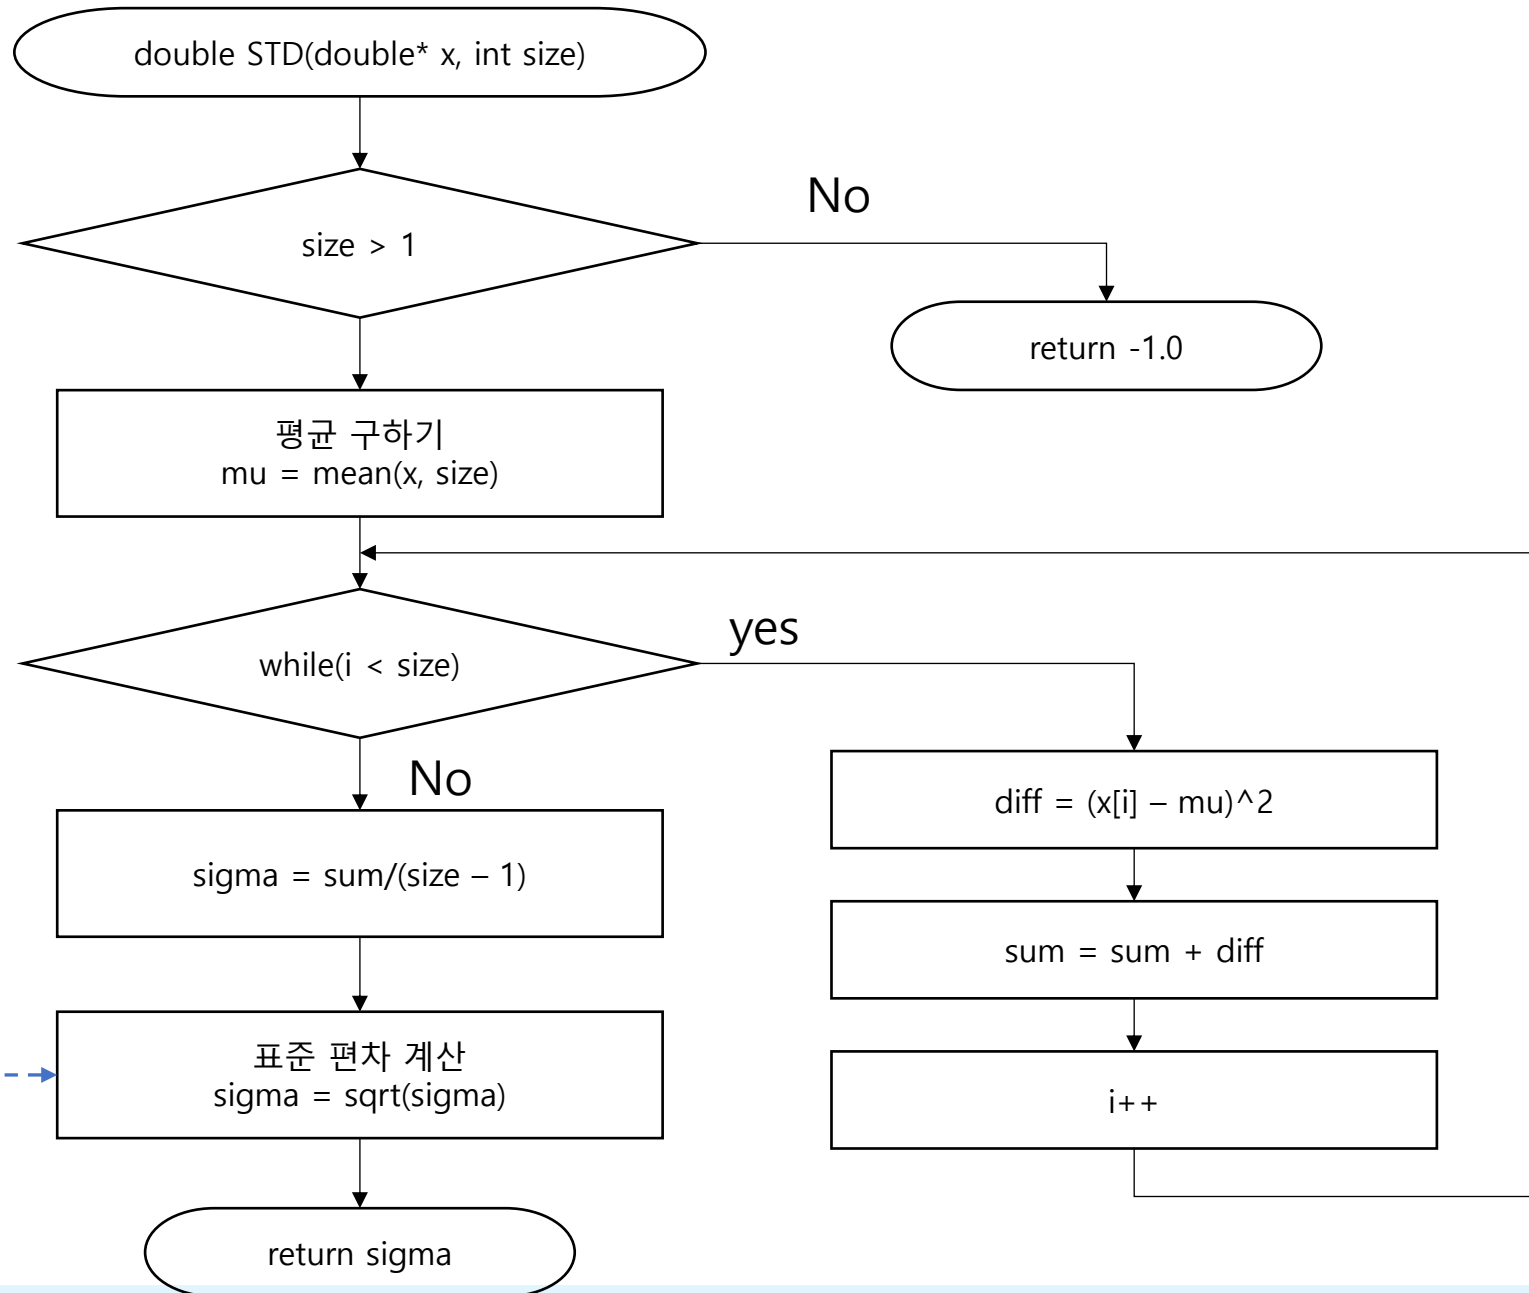 double STD(double* x, int size)
size > 1
No
return -1.0
평균 구하기
mu = mean(x, size)
while(i < size)
yes
No
diff = (x[i] – mu)^2
sum = sum + diff
i++
sigma = sum/(size – 1)
표준 편차 계산
sigma = sqrt(sigma)
return sigma